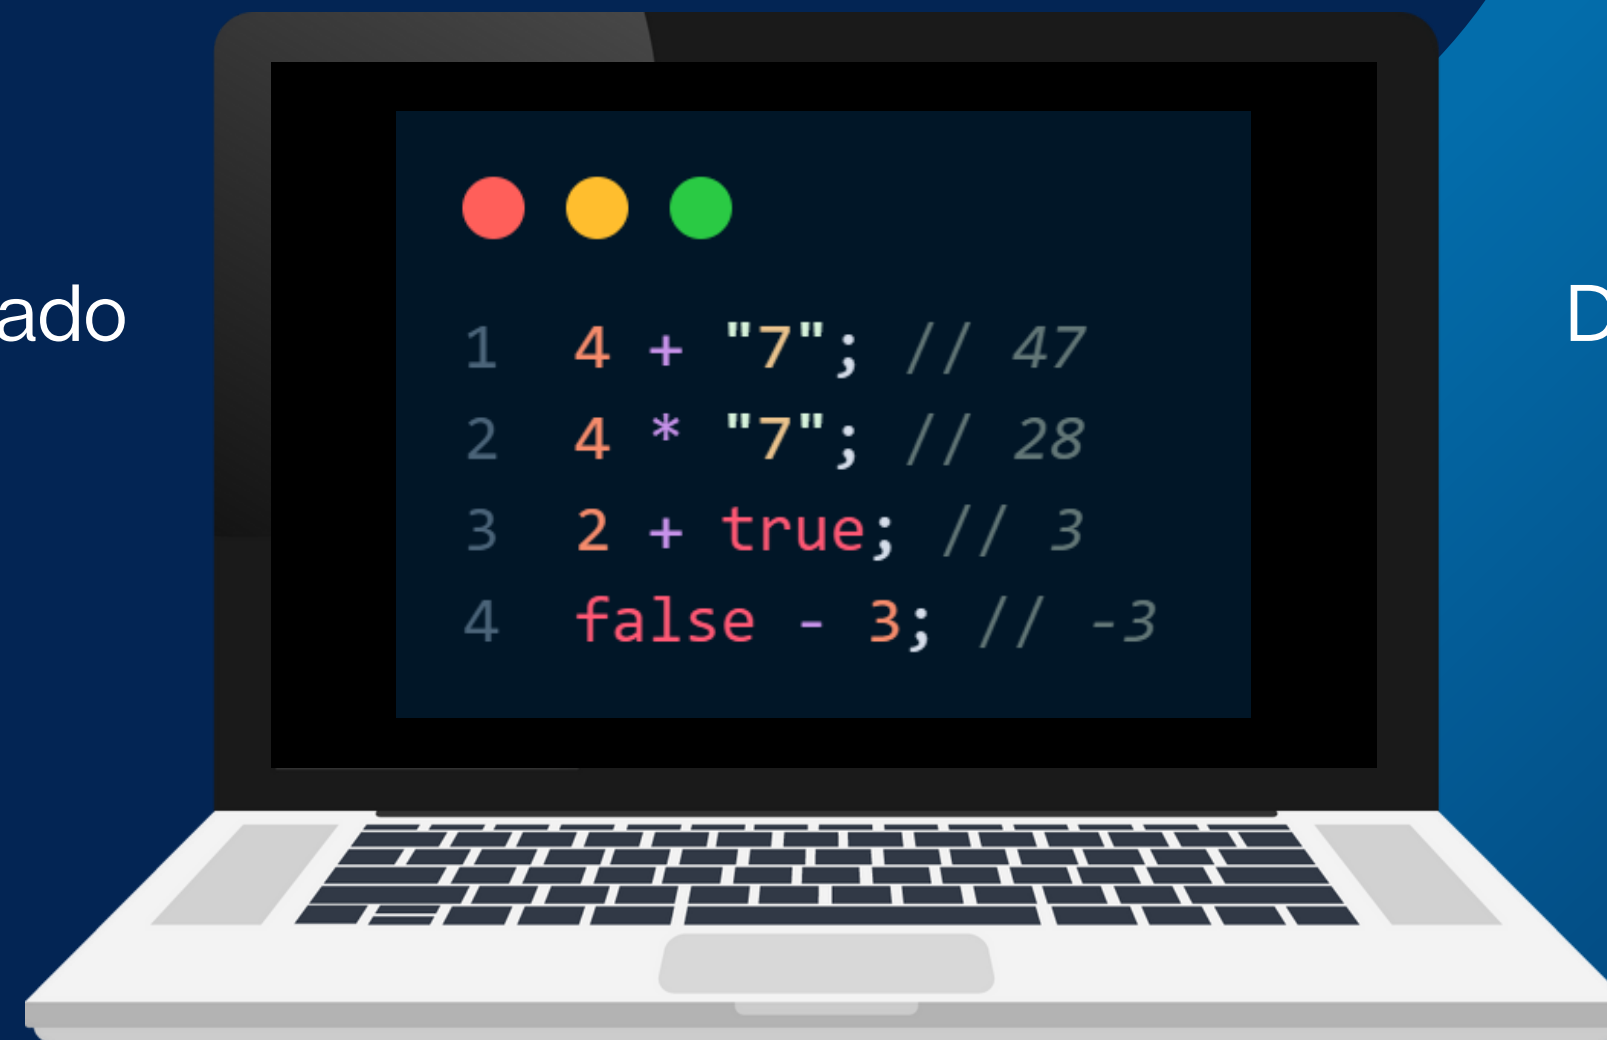 ado
D
1 4 + "7"; // 47
2 4 * "7"; // 28
3 2 + true; // 3
4 false - 3; // -3